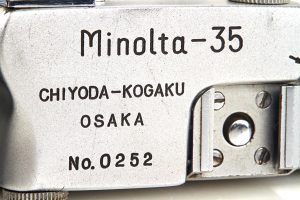 Minolta-35
CHIYODA-KOGAKU
OSAKA
No.0252